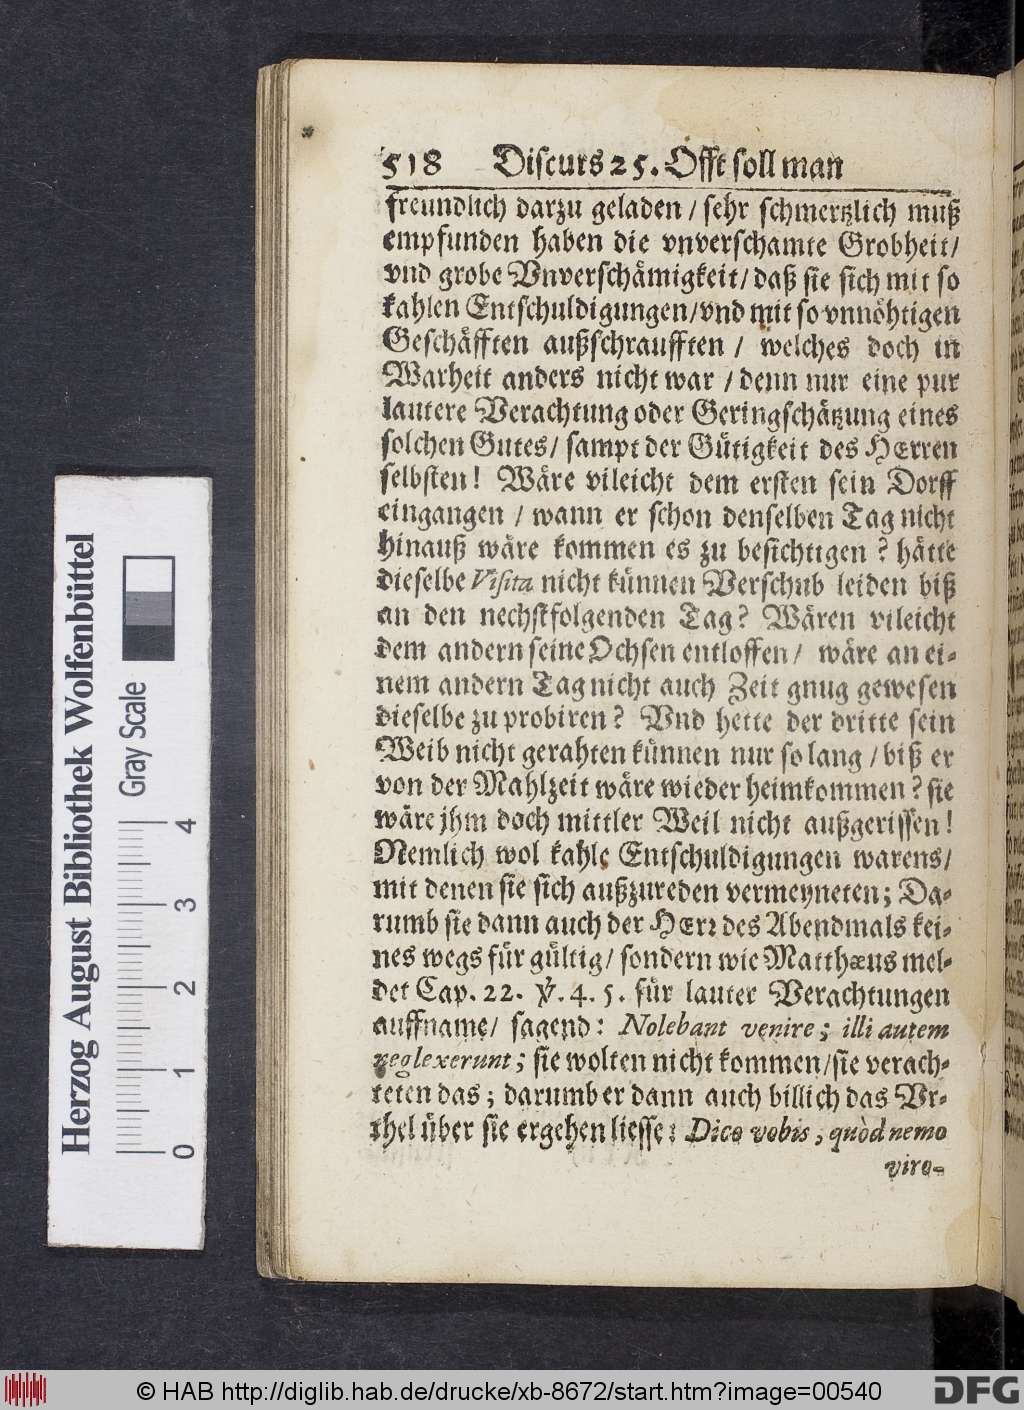 518 Discurs 25. Offt soll man
freundlich darzu geladen / sehr schmertzlich muß
empfunden haben die vnverschamte Grobheit/
vnd grobe Vnverschämigkeit/ daß sie sich mit so
kahlen Entschuldigungen/vnd mit so vnnöhtigen
Geschäfften außschraufften / welches doch in
Warheit anders nicht war / denn nur eine pur
lautere Verachtung oder Geringschätzung eines
solchen Gutes/ sampt der Gütigkeit des HErren
selbsten! Wäre vileicht dem ersten sein Dorff
eingangen / wann er schon denselben Tag nicht
hinauß wäre kommen es zu besichtigen? hätte
dieselbe Visita nicht künnen Verschub leiden biß
an den nechstfolgenden Tag? Wären vileicht
dem andern seine Ochsen entloffen/ wäre an ei-
nem andern Tag nicht auch Zeit gnug gewesen
dieselbe zu probiren? Vnd hette der dritte sein
Weib nicht gerahten künnen nur so lang / biß er
von der Mahlzeit wäre wieder heimkommen? sie
wäre jhm doch mittler Weil nicht außgerissen!
Nemlich wol kahle Entschuldigungen warens/
mit denen sie sich außzureden vermeyneten; Da-
rumb sie dann auch der HErꝛ des Abendmals kei-
nes wegs für gültig/ sondern wie Matthæus mel-
det Cap. 22. ℣. 4. 5. für lauter Verachtungen
auffname/ sagend: Nolebant venire; illi autem
neglexerunt; sie wolten nicht kommen/sie verach-
teten das; darumb er dann auch billich das Vr-
thel über sie ergehen liesse: Dico vobis, quòd nemo
viro-
Herzog August Bibliothek Wolfenbüttel
Gray Scale
0 1 2 3 4
© HAB http://diglib.hab.de/drucke/xb-8672/start.htm?image=00540
DFG